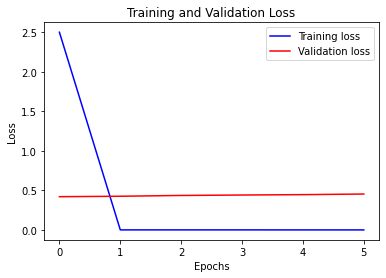 Training and Validation Loss
Training loss
Validation loss
Loss
2.5
2.0
1.5
1.0
0.5
0.0
0 1 2 3 4 5
Epochs